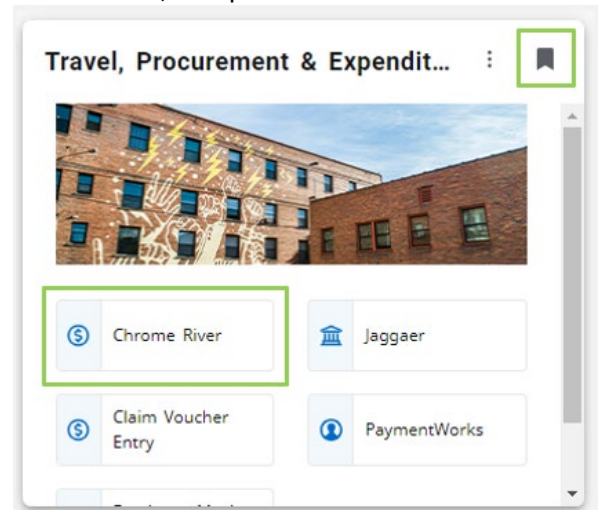 Travel, Procurement & Expendit...
Chrome River
Jaggaer
Claim Voucher
Entry
PaymentWorks